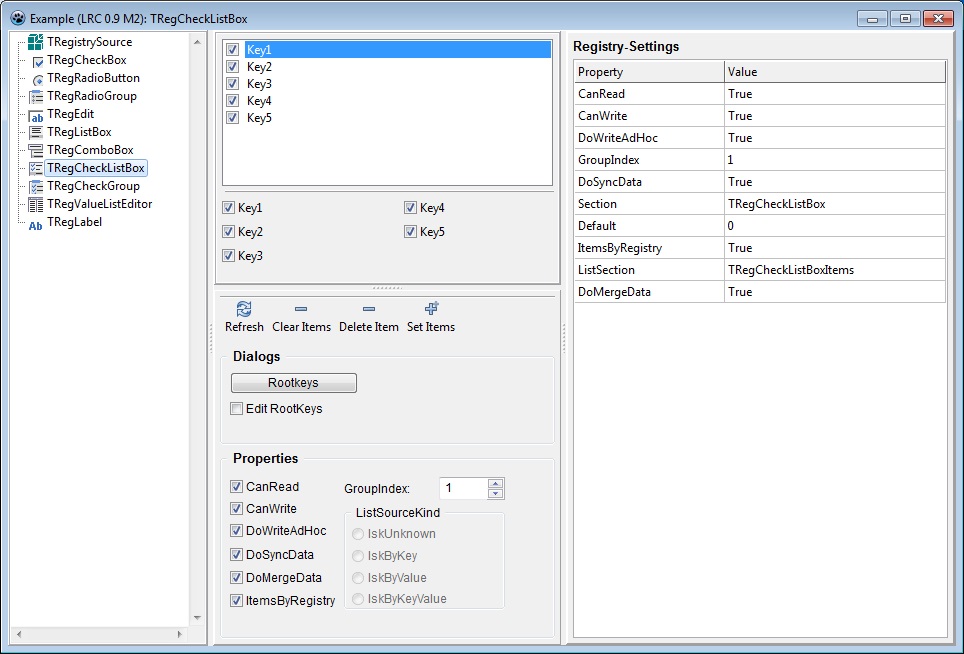 Example (LRC 0.9 M2): TRegCheckListBox
TRegistrySource
TRegCheckBox
TRegRadioButton
TRegRadioGroup
TRegEdit
TRegListBox
TRegComboBox
TRegCheckListBox
TRegCheckGroup
TRegValueListEditor
TRegLabel
Key1
Key2
Key3
Key4
Key5
Key1 Key4
Key2 Key5
Key3
Refresh Clear Items Delete Item Set Items
Dialogs
Rootkeys
Edit RootKeys
Properties
CanRead
CanWrite
DoWriteAdHoc
DoSyncData
DoMergeData
ItemsByRegistry
GroupIndex: 1
ListSourceKind
lskUnknown
lskByKey
lskByValue
lskByKeyValue
Registry-Settings
Property Value
CanRead True
CanWrite True
DoWriteAdHoc True
GroupIndex 1
DoSyncData True
Section TRegCheckListBox
Default 0
ItemsByRegistry True
ListSection TRegCheckListBoxItems
DoMergeData True